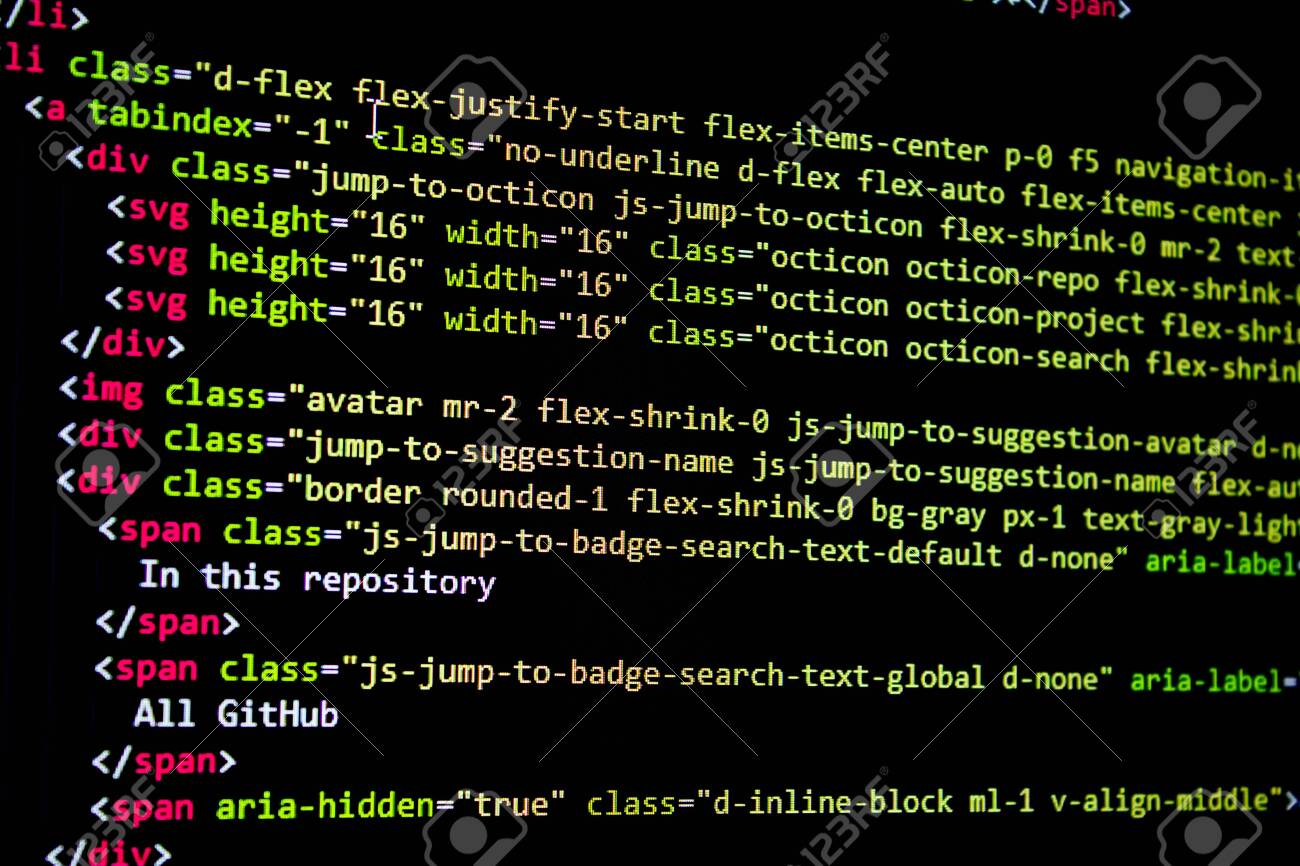 </span>
</li>
li class="d-flex flex-justify-start flex-items-center p-0 f5 navigation-i
<a tabindex="-1" class="no-underline d-flex flex-auto flex-items-center
<div class="jump-to-octicon js-jump-to-octicon flex-shrink-0 mr-2 text
<svg height="16" width="16" class="octicon octicon-repo flex-shrink-
<svg height="16" width="16" class="octicon octicon-project flex-shri
<svg height="16" width="16" class="octicon octicon-search flex-shrin
</div>
<img class="avatar mr-2 flex-shrink-0 js-jump-to-suggestion-avatar d-n
<div class="jump-to-suggestion-name js-jump-to-suggestion-name flex-au
<div class="border rounded-1 flex-shrink-0 bg-gray px-1 text-gray-ligh
<span class="js-jump-to-badge-search-text-default d-none" aria-label=
In this repository
</span>
<span class="js-jump-to-badge-search-text-global d-none" aria-label=
All GitHub
</span>
<span aria-hidden="true" class="d-inline-block ml-1 v-align-middle">
</div>